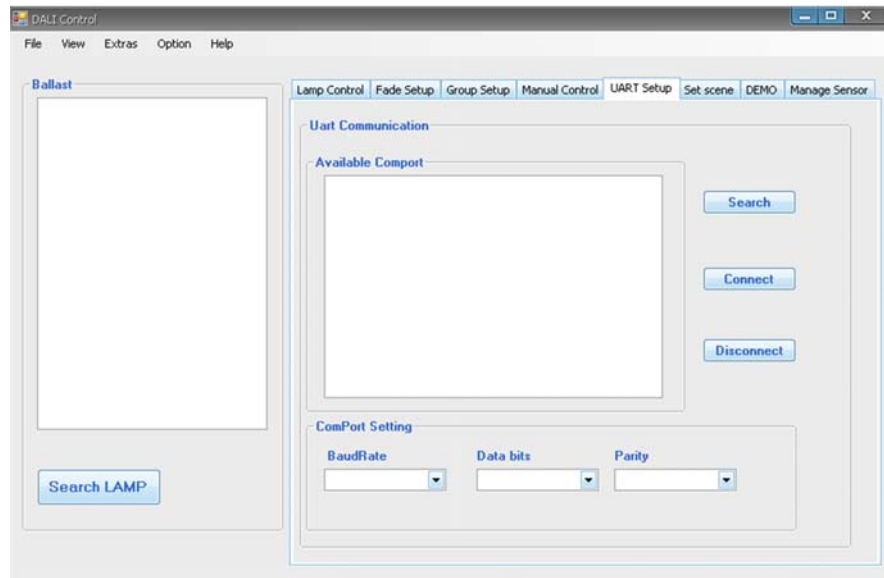 DALI Control
File View Extras Option Help
Ballast
Search LAMP
Lamp Control Fade Setup Group Setup Manual Control UART Setup Set scene DEMO Manage Sensor
Uart Communication
Available Comport
Search
Connect
Disconnect
ComPort Setting
BaudRate Data bits Parity